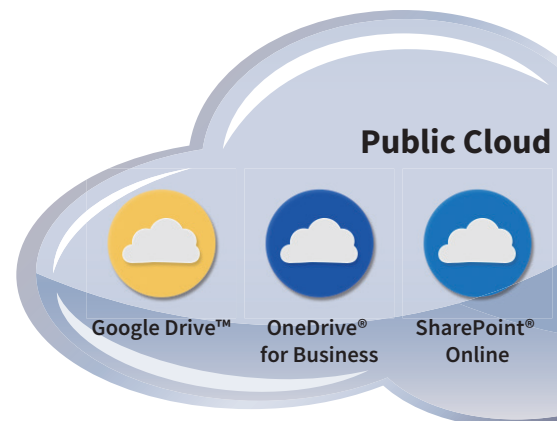 Public Cloud
Google Drive™
OneDrive®
for Business
SharePoint®
Online